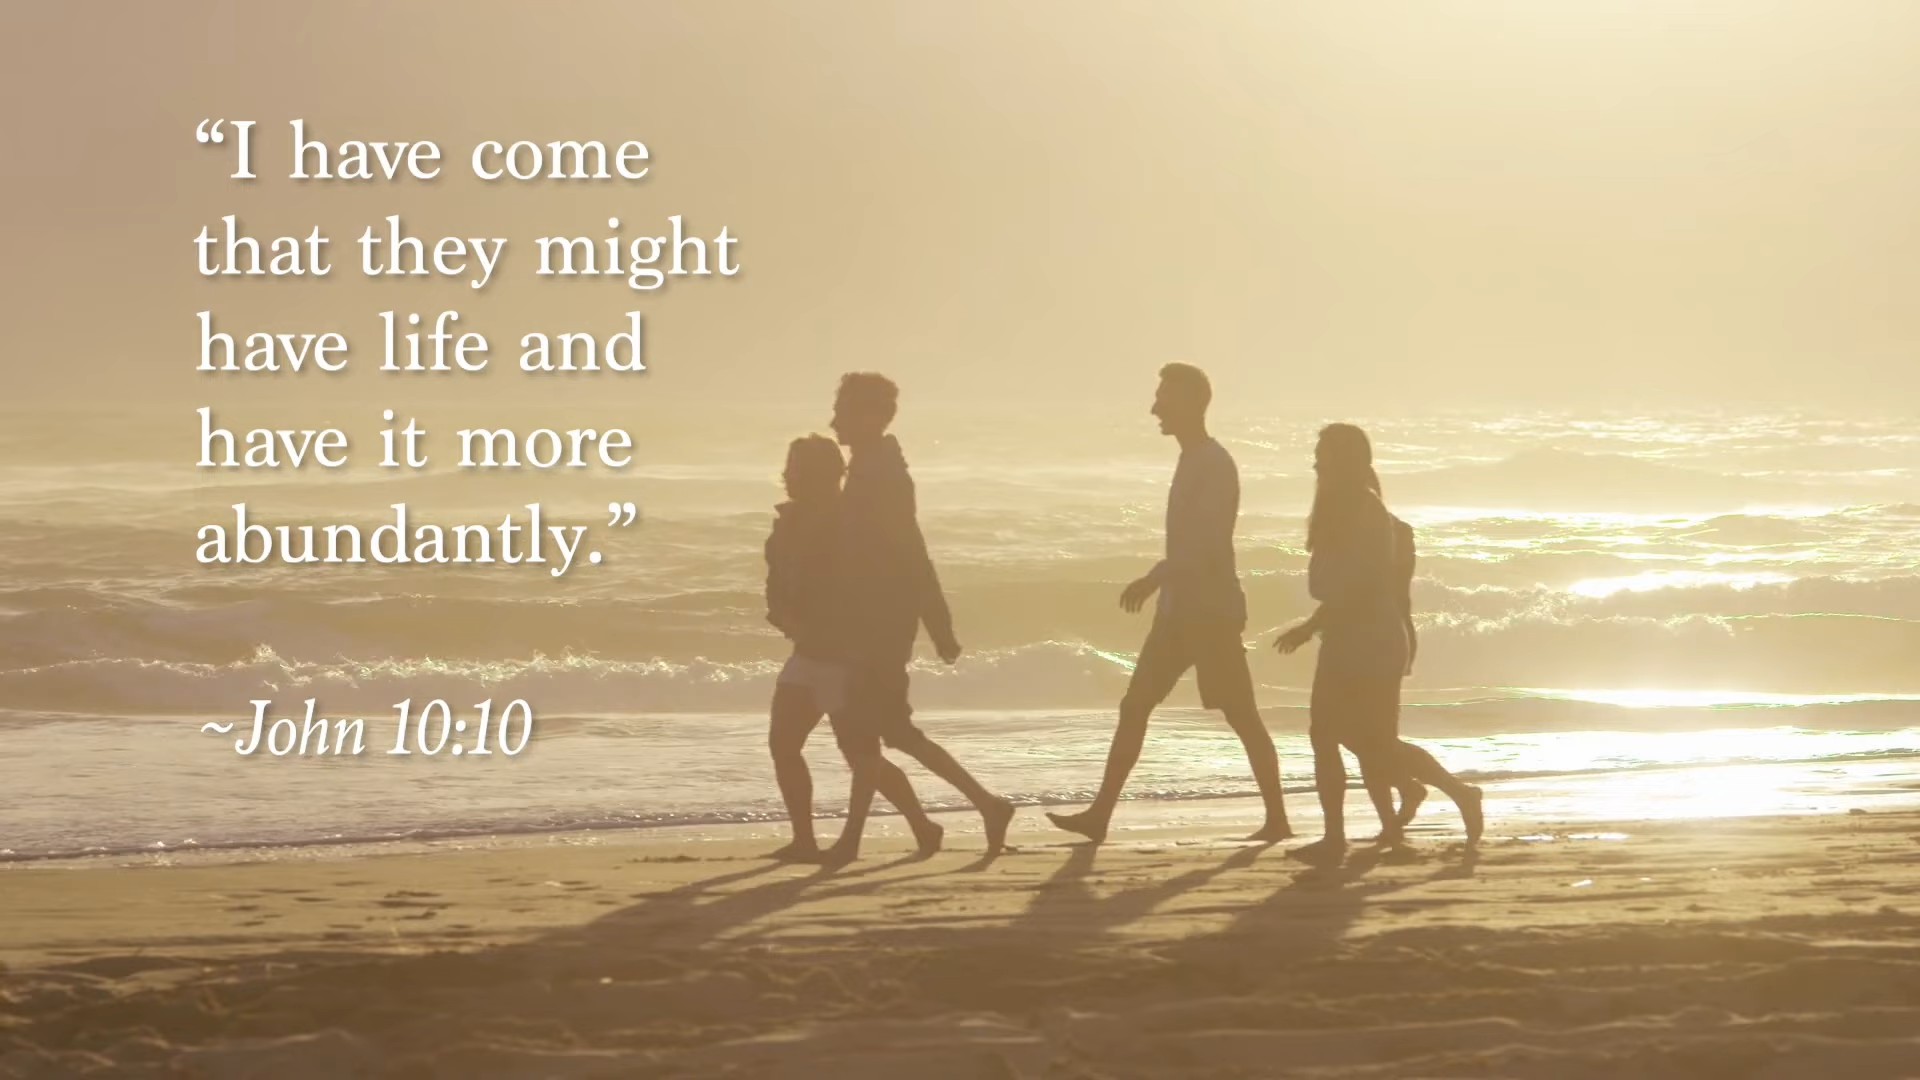 “I have come
that they might
have life and
have it more
abundantly.”
~John 10:10